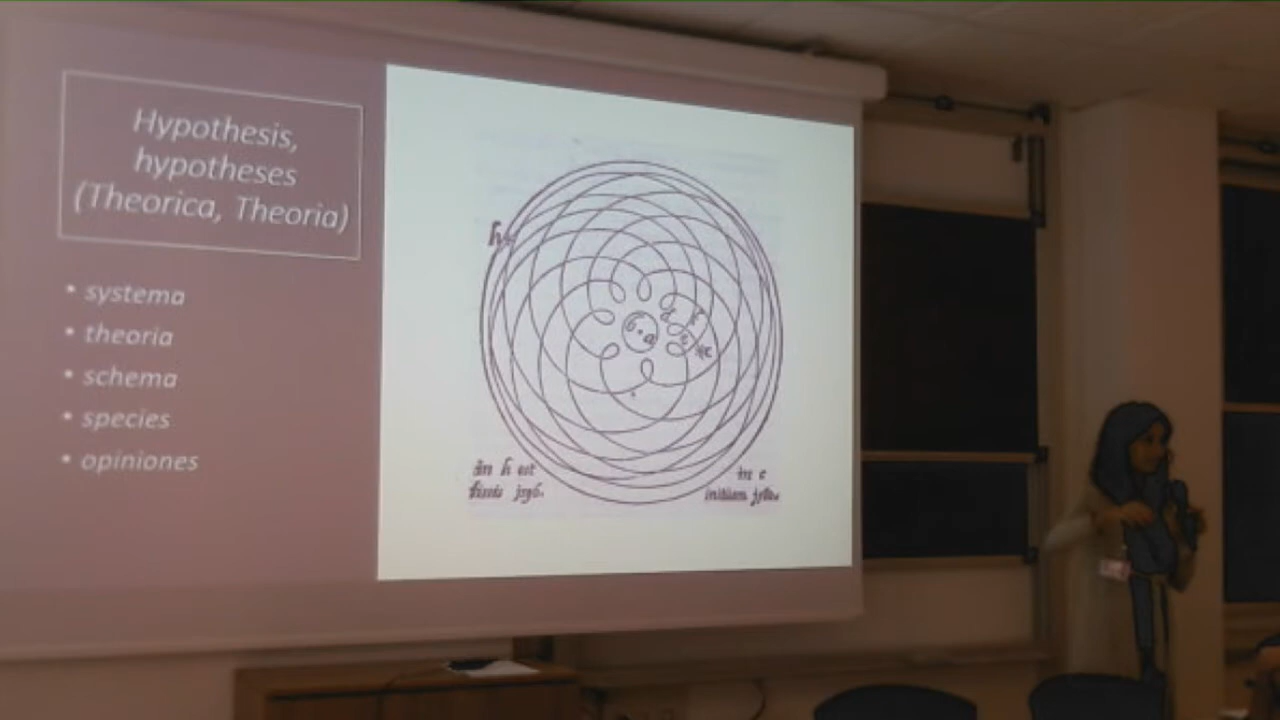 Hypothesis,
hypotheses
(Theorica, Theoria)
• systema
• theoria
• schema
• species
• opiniones